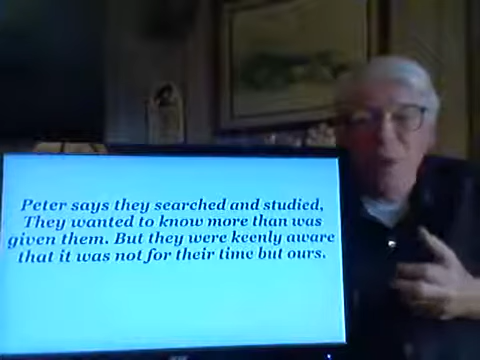 Peter says they searched and studied,
They wanted to know more than was
given them. But they were keenly aware
that it was not for their time but ours.